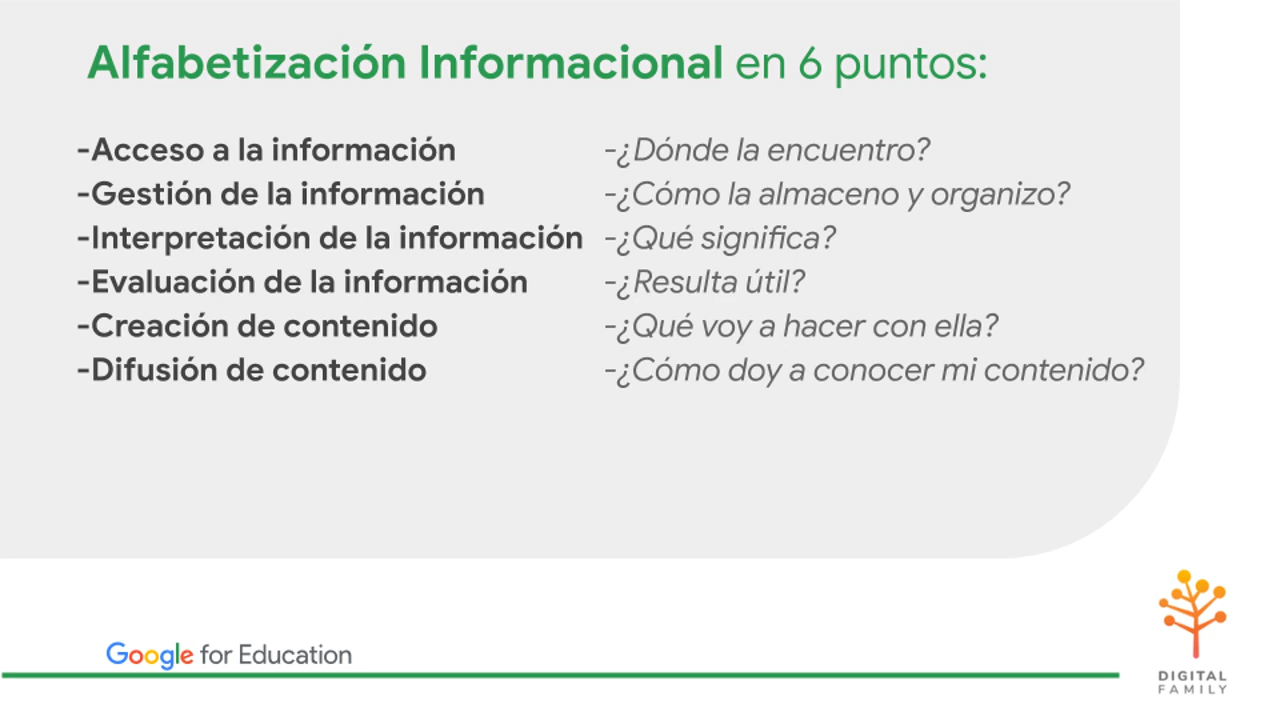 Alfabetización Informacional en 6 puntos:
-Acceso a la información -¿Dónde la encuentro?
-Gestión de la información -¿Cómo la almaceno y organizo?
-Interpretación de la información -¿Qué significa?
-Evaluación de la información -¿Resulta útil?
-Creación de contenido -¿Qué voy a hacer con ella?
-Difusión de contenido -¿Cómo doy a conocer mi contenido?
Google for Education
DIGITAL
FAMILY